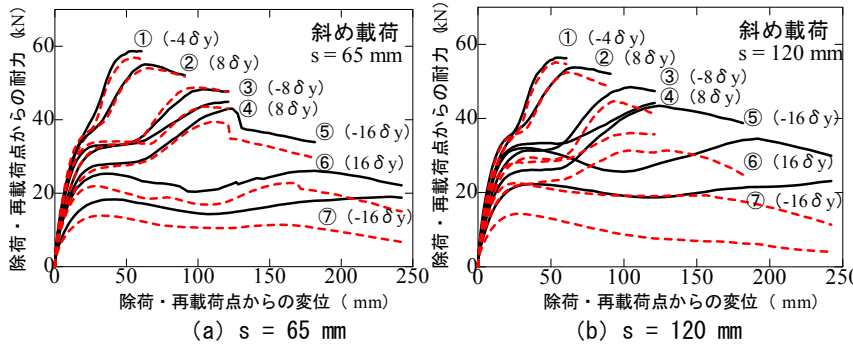 除荷・再載荷点からの耐力 (kN)
60
40
20
0
斜め載荷
s = 65 mm
① (-4δy)
② (8δy)
③ (-8δy)
④ (8δy)
⑤ (-16δy)
⑥ (16δy)
⑦ (-16δy)
0 50 100 150 200 250
除荷・再載荷点からの変位 ( mm)
(a) s = 65 mm
除荷・再載荷点からの耐力 (kN)
60
40
20
0
斜め載荷
s = 120 mm
① (-4δy)
② (8δy)
③ (-8δy)
④ (8δy)
⑤ (-16δy)
⑥ (16δy)
⑦ (-16δy)
0 50 100 150 200 250
除荷・再載荷点からの変位 ( mm)
(b) s = 120 mm